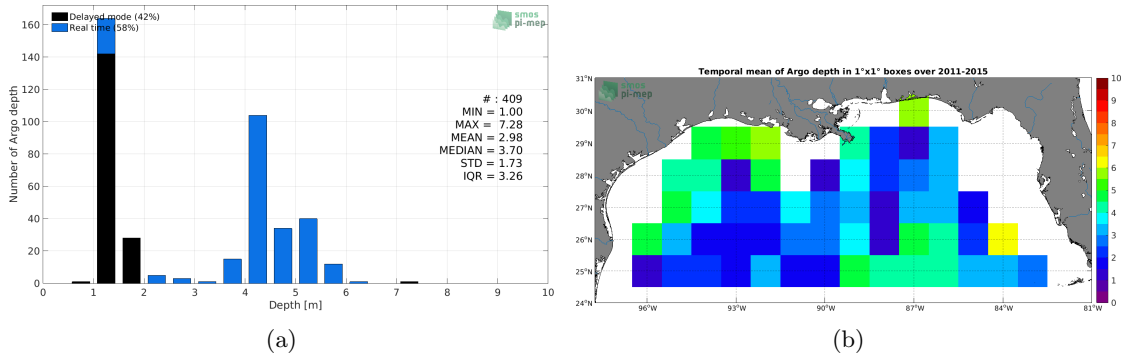 Delayed mode (42%)
Real time (58%)
smos
pi-mep
# : 409
MIN = 1.00
MAX = 7.28
MEAN = 2.98
MEDIAN = 3.70
STD = 1.73
IQR = 3.26
Number of Argo depth
160
140
120
100
80
60
40
20
0
0 1 2 3 4 5 6 7 8 9 10
Depth [m]
(a)
Temporal mean of Argo depth in 1°x1° boxes over 2011-2015
smos
pi-mep
31°N
30°N
29°N
28°N
27°N
26°N
25°N
24°N
96°W 93°W 90°W 87°W 84°W 81°W
10
9
8
7
6
5
4
3
2
1
0
(b)